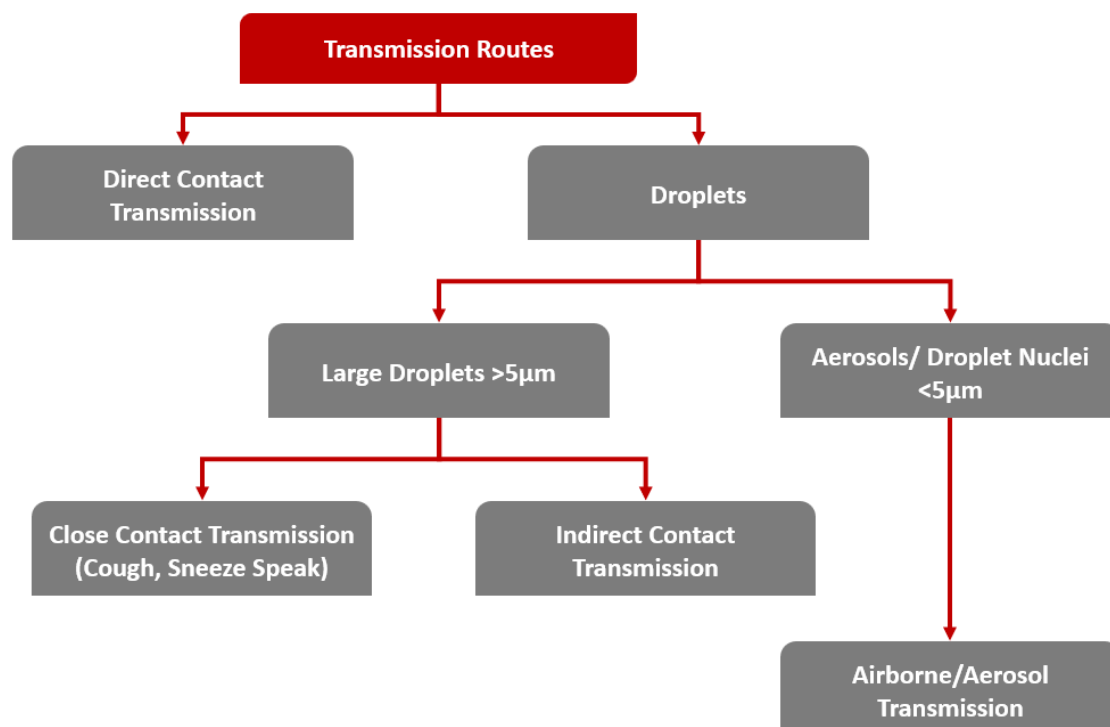 Transmission Routes
Direct Contact
Transmission
Droplets
Large Droplets >5µm
Aerosols/ Droplet Nuclei
<5µm
Close Contact Transmission
(Cough, Sneeze Speak)
Indirect Contact
Transmission
Airborne/Aerosol
Transmission